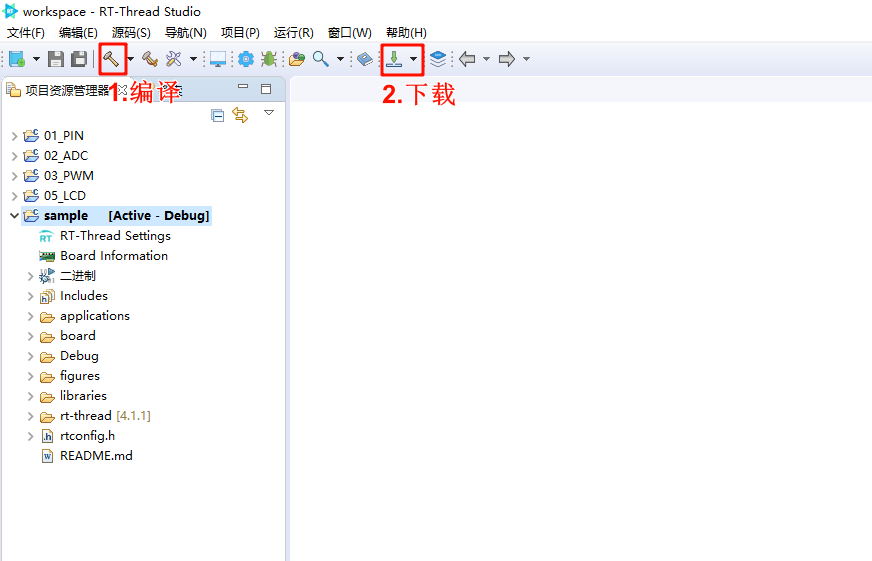 workspace - RT-Thread Studio
文件(F) 编辑(E) 源码(S) 导航(N) 项目(P) 运行(R) 窗口(W) 帮助(H)
项目资源管理器
1.编译
2.下载
01_PIN
02_ADC
03_PWM
05_LCD
sample [Active - Debug]
RT-Thread Settings
Board Information
二进制
Includes
applications
board
Debug
figures
libraries
rt-thread [4.1.1]
rtconfig.h
README.md